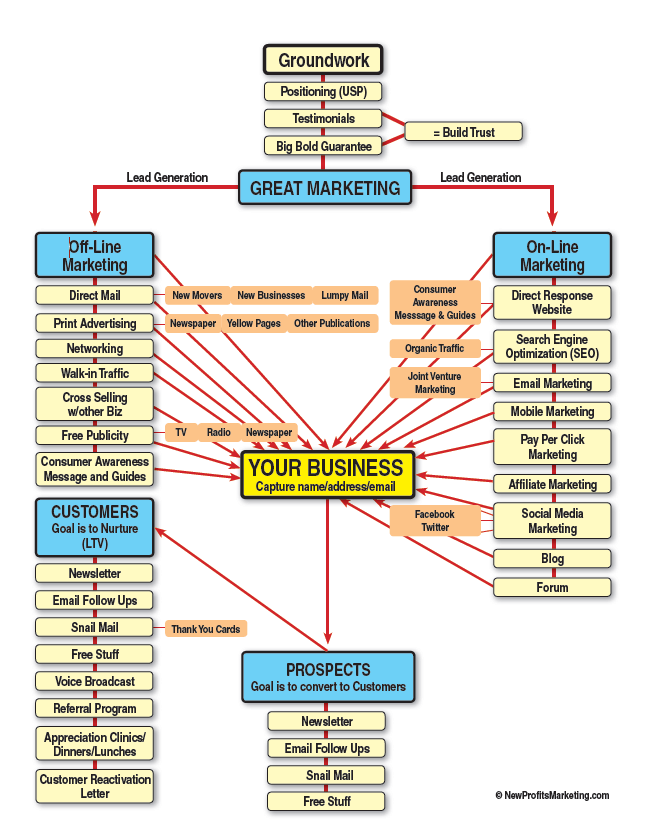 Groundwork
Positioning (USP)
Testimonials
= Build Trust
Big Bold Guarantee
Lead Generation
GREAT MARKETING
Lead Generation
Off-Line
Marketing
Direct Mail
New Movers
New Businesses
Lumpy Mail
Print Advertising
Newspaper
Yellow Pages
Other Publications
Networking
Walk-in Traffic
Cross Selling
w/other Biz
Free Publicity
TV
Radio
Newspaper
Consumer Awareness
Message and Guides
On-Line
Marketing
Consumer
Awareness
Messsage & Guides
Direct Response
Website
Organic Traffic
Search Engine
Optimization (SEO)
Joint Venture
Marketing
Email Marketing
Mobile Marketing
Pay Per Click
Marketing
Affiliate Marketing
Facebook
Twitter
Social Media
Marketing
Blog
Forum
YOUR BUSINESS
Capture name/address/email
CUSTOMERS
Goal is to Nurture
(LTV)
Newsletter
Email Follow Ups
Snail Mail
Thank You Cards
Free Stuff
Voice Broadcast
Referral Program
Appreciation Clinics/
Dinners/Lunches
Customer Reactivation
Letter
PROSPECTS
Goal is to convert to Customers
Newsletter
Email Follow Ups
Snail Mail
Free Stuff
© NewProfitsMarketing.com